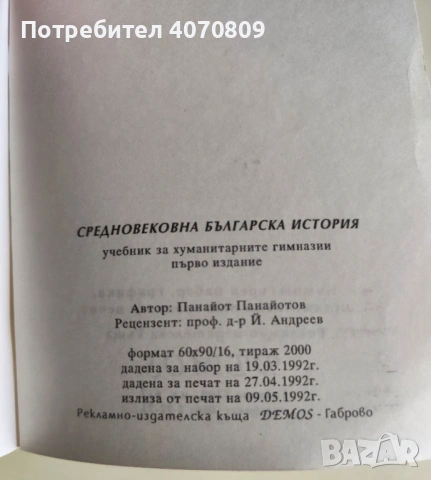 Потребител 4070809
СРЕДНОВЕКОВНА БЪЛГАРСКА ИСТОРИЯ
учебник за хуманитарните гимназии
първо издание
Автор: Панайот Панайотов
Рецензент: проф. д-р Й. Андреев
формат 60х90/16, тираж 2000
дадена за набор на 19.03.1992г.
дадена за печат на 27.04.1992г.
излиза от печат на 09.05.1992г.
Рекламно-издателска къща DEMOS - Габрово
BAZAR